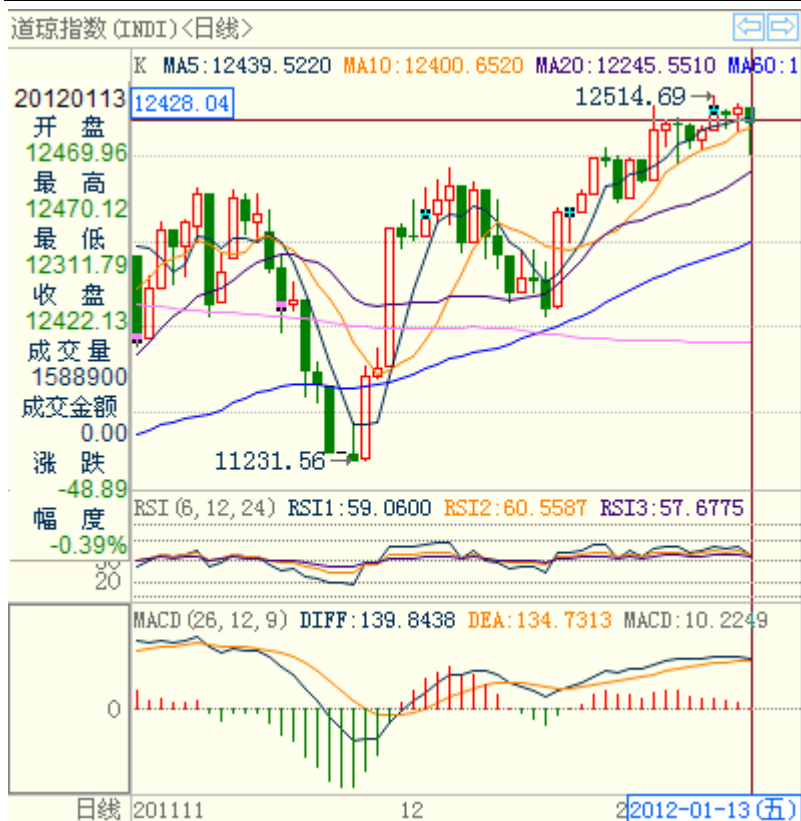 道琼指数(INDI)<日线>
K MA5:12439.5220 MA10:12400.6520 MA20:12245.5510 MA60:1
20120113
12428.04
12514.69
开 盘
12469.96
最 高
12470.12
最 低
12311.79
收 盘
12422.13
成交量
1588900
成交金额
0.00
涨 跌
-48.89
幅 度
-0.39%
11231.56
RSI(6,12,24) RSI1:59.0600 RSI2:60.5587 RSI3:57.6775
20
MACD(26,12,9) DIFF:139.8438 DEA:134.7313 MACD:10.2249
0
日线 201111 12 2 2012-01-13(五)